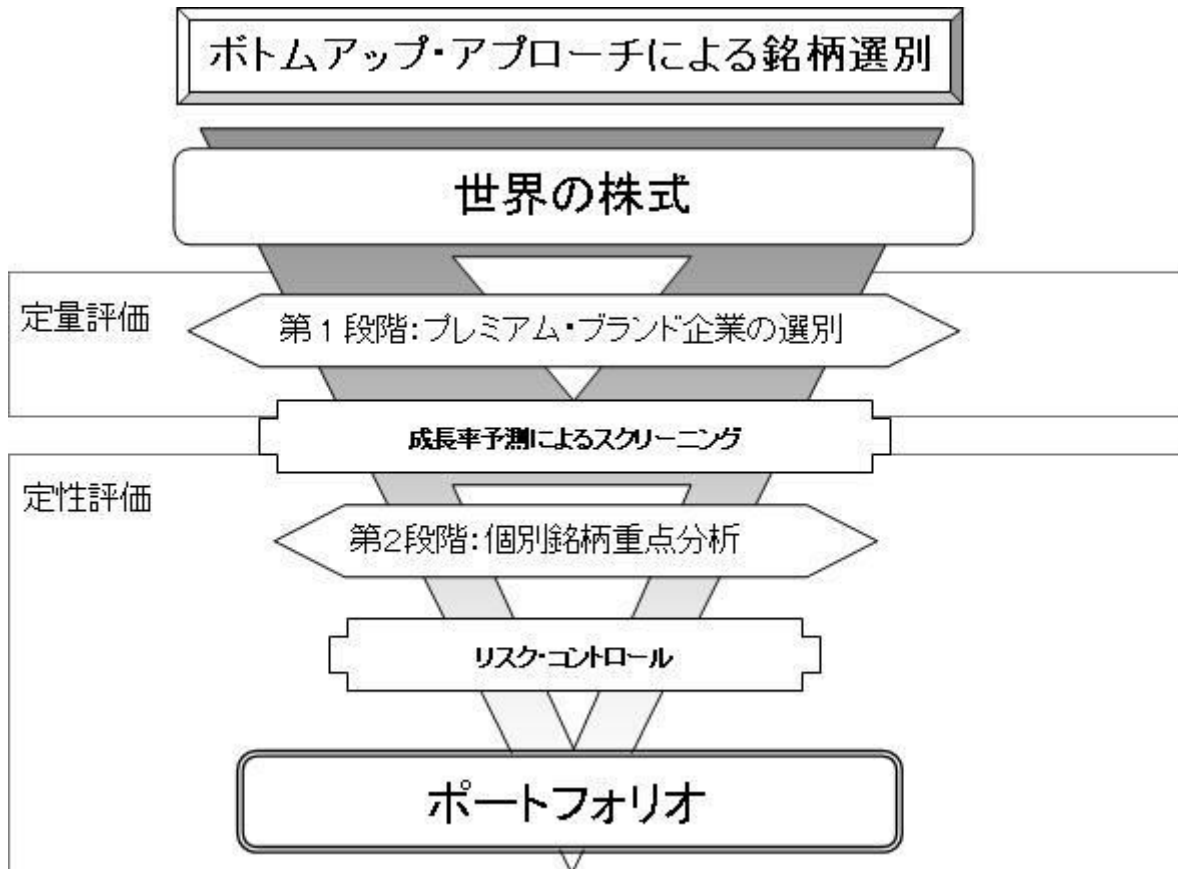 ボトムアップ・アプローチによる銘柄選別
世界の株式
定量評価
第1段階:プレミアム・ブランド企業の選別
成長率予測によるスクリーニング
定性評価
第2段階:個別銘柄重点分析
リスク・コントロール
ポートフォリオ